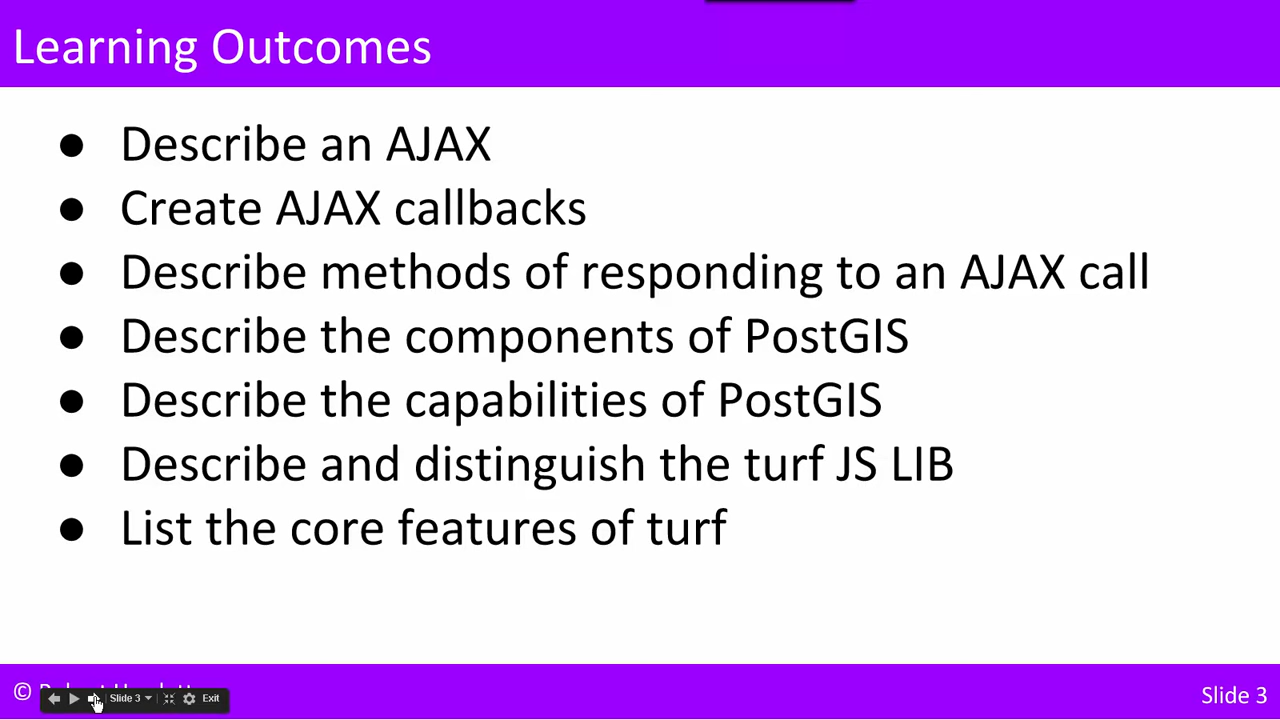 Learning Outcomes
● Describe an AJAX
● Create AJAX callbacks
● Describe methods of responding to an AJAX call
● Describe the components of PostGIS
● Describe the capabilities of PostGIS
● Describe and distinguish the turf JS LIB
● List the core features of turf
©
Slide 3 Exit
Slide 3